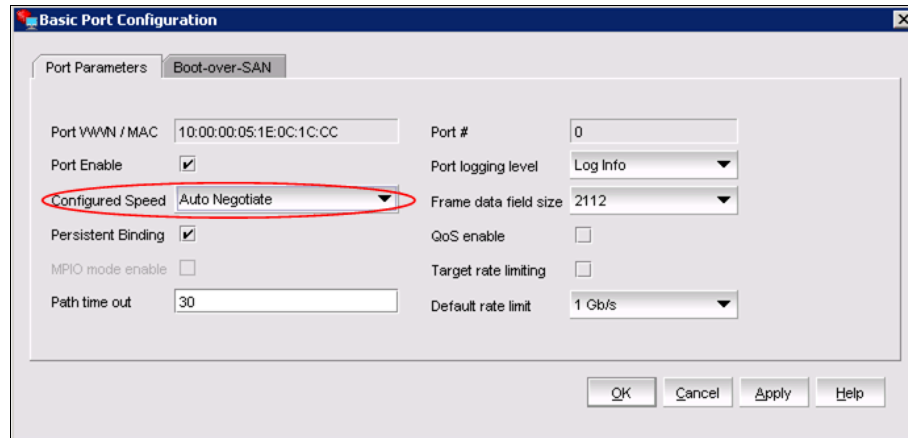 Basic Port Configuration
Port Parameters
Boot-over-SAN
Port WWN / MAC
10:00:00:05:1E:0C:1C:CC
Port #
0
Port Enable
Port logging level
Log Info
Configured Speed
Auto Negotiate
Frame data field size
2112
Persistent Binding
QoS enable
MPIO mode enable
Target rate limiting
Path time out
30
Default rate limit
1 Gb/s
OK
Cancel
Apply
Help